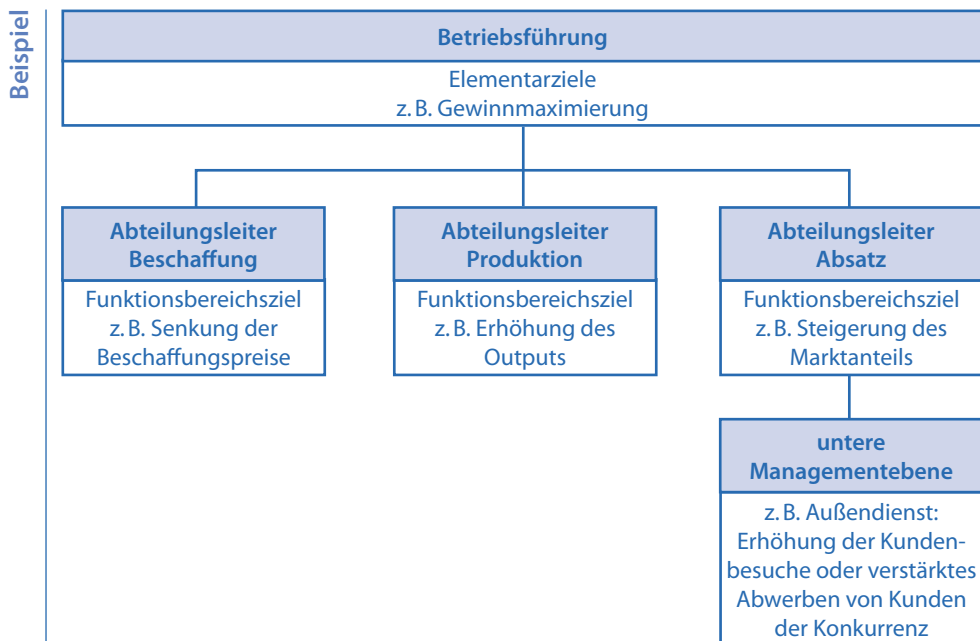 Beispiel
Betriebsführung
Elementarziele
z. B. Gewinnmaximierung
Abteilungsleiter
Beschaffung
Funktionsbereichsziel
z. B. Senkung der
Beschaffungspreise
Abteilungsleiter
Produktion
Funktionsbereichsziel
z. B. Erhöhung des
Outputs
Abteilungsleiter
Absatz
Funktionsbereichsziel
z. B. Steigerung des
Marktanteils
untere
Managementebene
z. B. Außendienst:
Erhöhung der Kunden-
besuche oder verstärktes
Abwerben von Kunden
der Konkurrenz